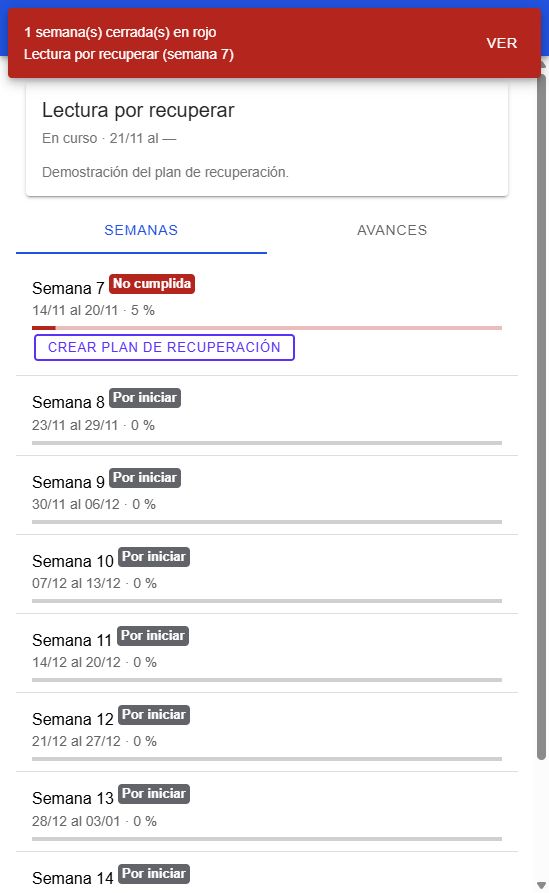 1 semana(s) cerrada(s) en rojo
Lectura por recuperar (semana 7)
VER
Lectura por recuperar
En curso · 21/11 al —
Demostración del plan de recuperación.
SEMANAS
AVANCES
Semana 7 No cumplida
14/11 al 20/11 · 5 %
CREAR PLAN DE RECUPERACIÓN
Semana 8 Por iniciar
23/11 al 29/11 · 0 %
Semana 9 Por iniciar
30/11 al 06/12 · 0 %
Semana 10 Por iniciar
07/12 al 13/12 · 0 %
Semana 11 Por iniciar
14/12 al 20/12 · 0 %
Semana 12 Por iniciar
21/12 al 27/12 · 0 %
Semana 13 Por iniciar
28/12 al 03/01 · 0 %
Semana 14 Por iniciar